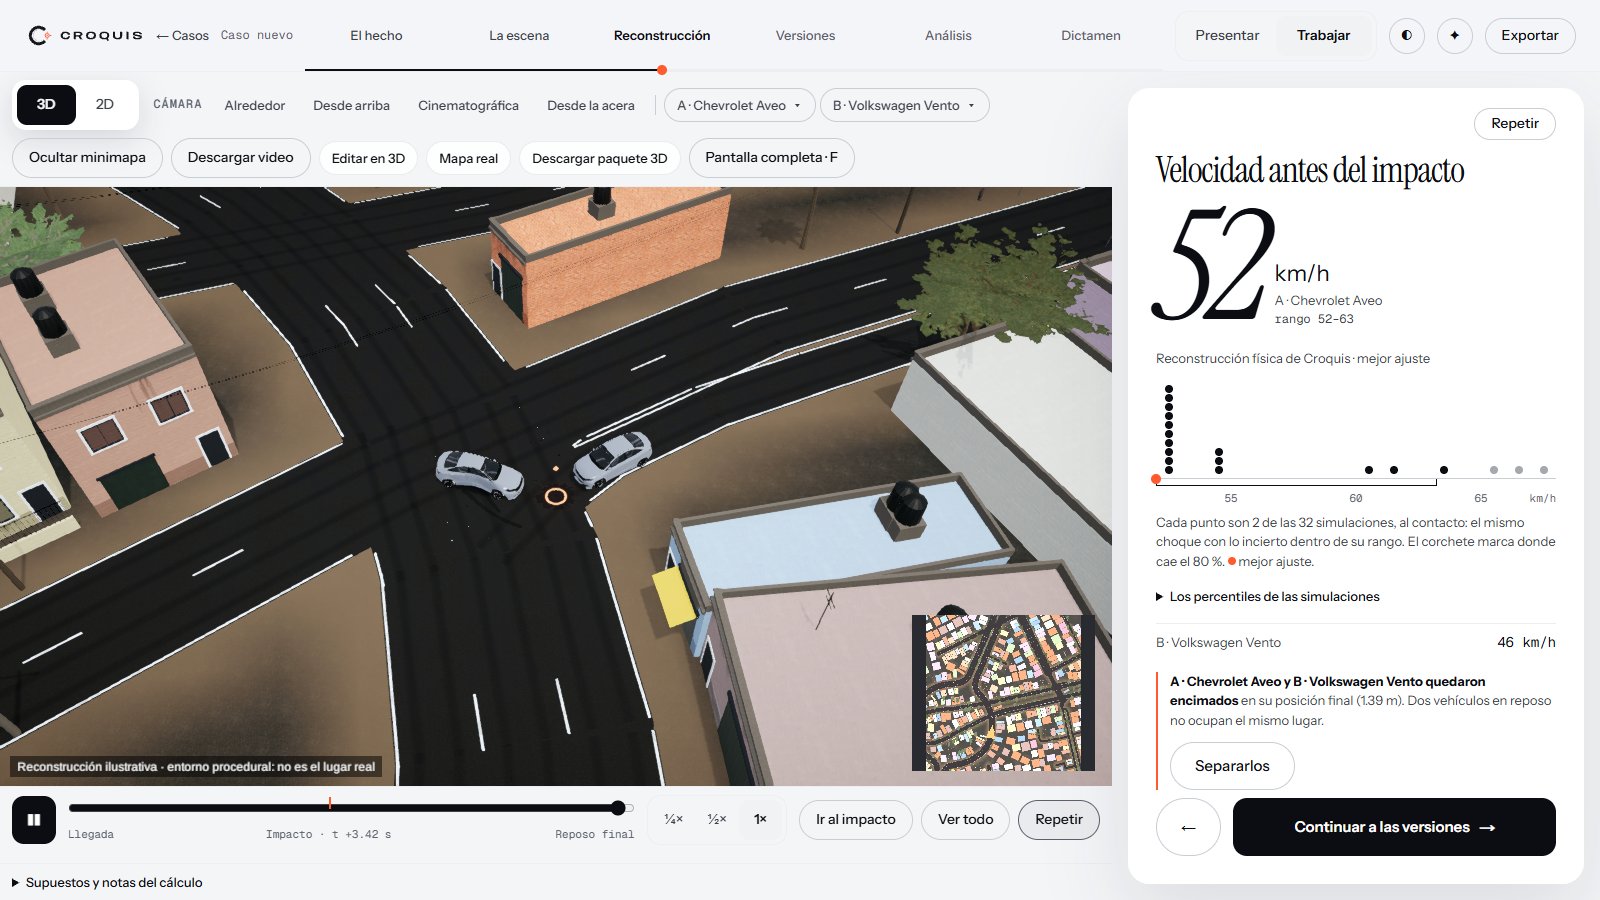 CROQUIS
← Casos
Caso nuevo
El hecho
La escena
Reconstrucción
Versiones
Análisis
Dictamen
Presentar
Trabajar
Exportar
3D
2D
CÁMARA
Alrededor
Desde arriba
Cinematográfica
Desde la acera
A · Chevrolet Aveo
B · Volkswagen Vento
Ocultar minimapa
Descargar video
Editar en 3D
Mapa real
Descargar paquete 3D
Pantalla completa · F
Reconstrucción ilustrativa · entorno procedural: no es el lugar real
Llegada
Impacto · t +3.42 s
Reposo final
¼×
½×
1×
Ir al impacto
Ver todo
Repetir
Supuestos y notas del cálculo
Repetir
Velocidad antes del impacto
52
km/h
A · Chevrolet Aveo
rango 52–63
Reconstrucción física de Croquis · mejor ajuste
55 60 65 km/h
Cada punto son 2 de las 32 simulaciones, al contacto: el mismo
choque con lo incierto dentro de su rango. El corchete marca donde
cae el 80 %. mejor ajuste.
Los percentiles de las simulaciones
B · Volkswagen Vento 46 km/h
A · Chevrolet Aveo y B · Volkswagen Vento quedaron
encimados en su posición final (1.39 m). Dos vehículos en reposo
no ocupan el mismo lugar.
Separarlos
←
Continuar a las versiones →